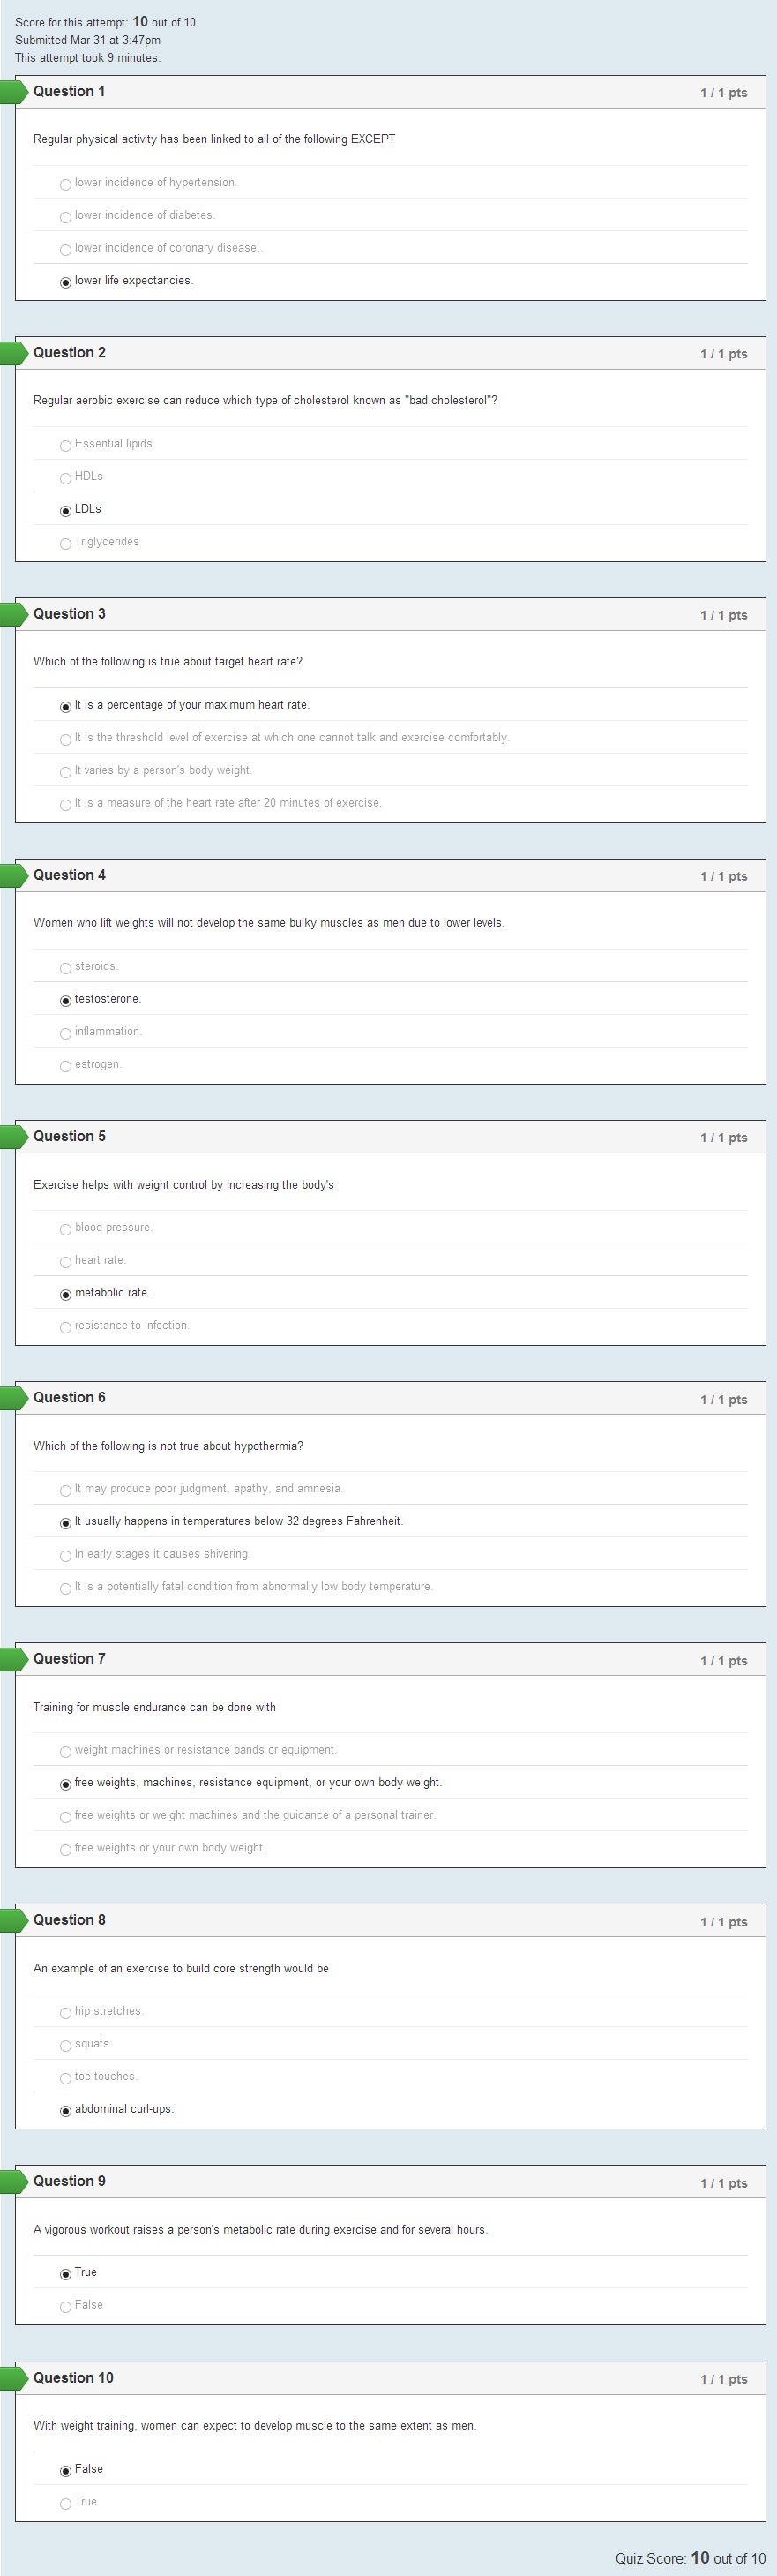 Score for this attempt: 10 out of 10
Submitted Mar 31 at 3:47pm
This attempt took 9 minutes.
Question 1
1 / 1 pts
Regular physical activity has been linked to all of the following EXCEPT
lower incidence of hypertension.
lower incidence of diabetes.
lower incidence of coronary disease..
lower life expectancies.
Question 2
1 / 1 pts
Regular aerobic exercise can reduce which type of cholesterol known as "bad cholesterol"?
Essential lipids
HDLs
LDLs
Triglycerides
Question 3
1 / 1 pts
Which of the following is true about target heart rate?
It is a percentage of your maximum heart rate.
It is the threshold level of exercise at which one cannot talk and exercise comfortably.
It varies by a person's body weight.
It is a measure of the heart rate after 20 minutes of exercise.
Question 4
1 / 1 pts
Women who lift weights will not develop the same bulky muscles as men due to lower levels.
steroids.
testosterone.
inflammation.
estrogen.
Question 5
1 / 1 pts
Exercise helps with weight control by increasing the body's
blood pressure.
heart rate.
metabolic rate.
resistance to infection.
Question 6
1 / 1 pts
Which of the following is not true about hypothermia?
It may produce poor judgment, apathy, and amnesia.
It usually happens in temperatures below 32 degrees Fahrenheit.
In early stages it causes shivering.
It is a potentially fatal condition from abnormally low body temperature.
Question 7
1 / 1 pts
Training for muscle endurance can be done with
weight machines or resistance bands or equipment.
free weights, machines, resistance equipment, or your own body weight.
free weights or weight machines and the guidance of a personal trainer.
free weights or your own body weight.
Question 8
1 / 1 pts
An example of an exercise to build core strength would be
hip stretches.
squats.
toe touches.
abdominal curl-ups.
Question 9
1 / 1 pts
A vigorous workout raises a person's metabolic rate during exercise and for several hours.
True
False
Question 10
1 / 1 pts
With weight training, women can expect to develop muscle to the same extent as men.
False
True
Quiz Score: 10 out of 10